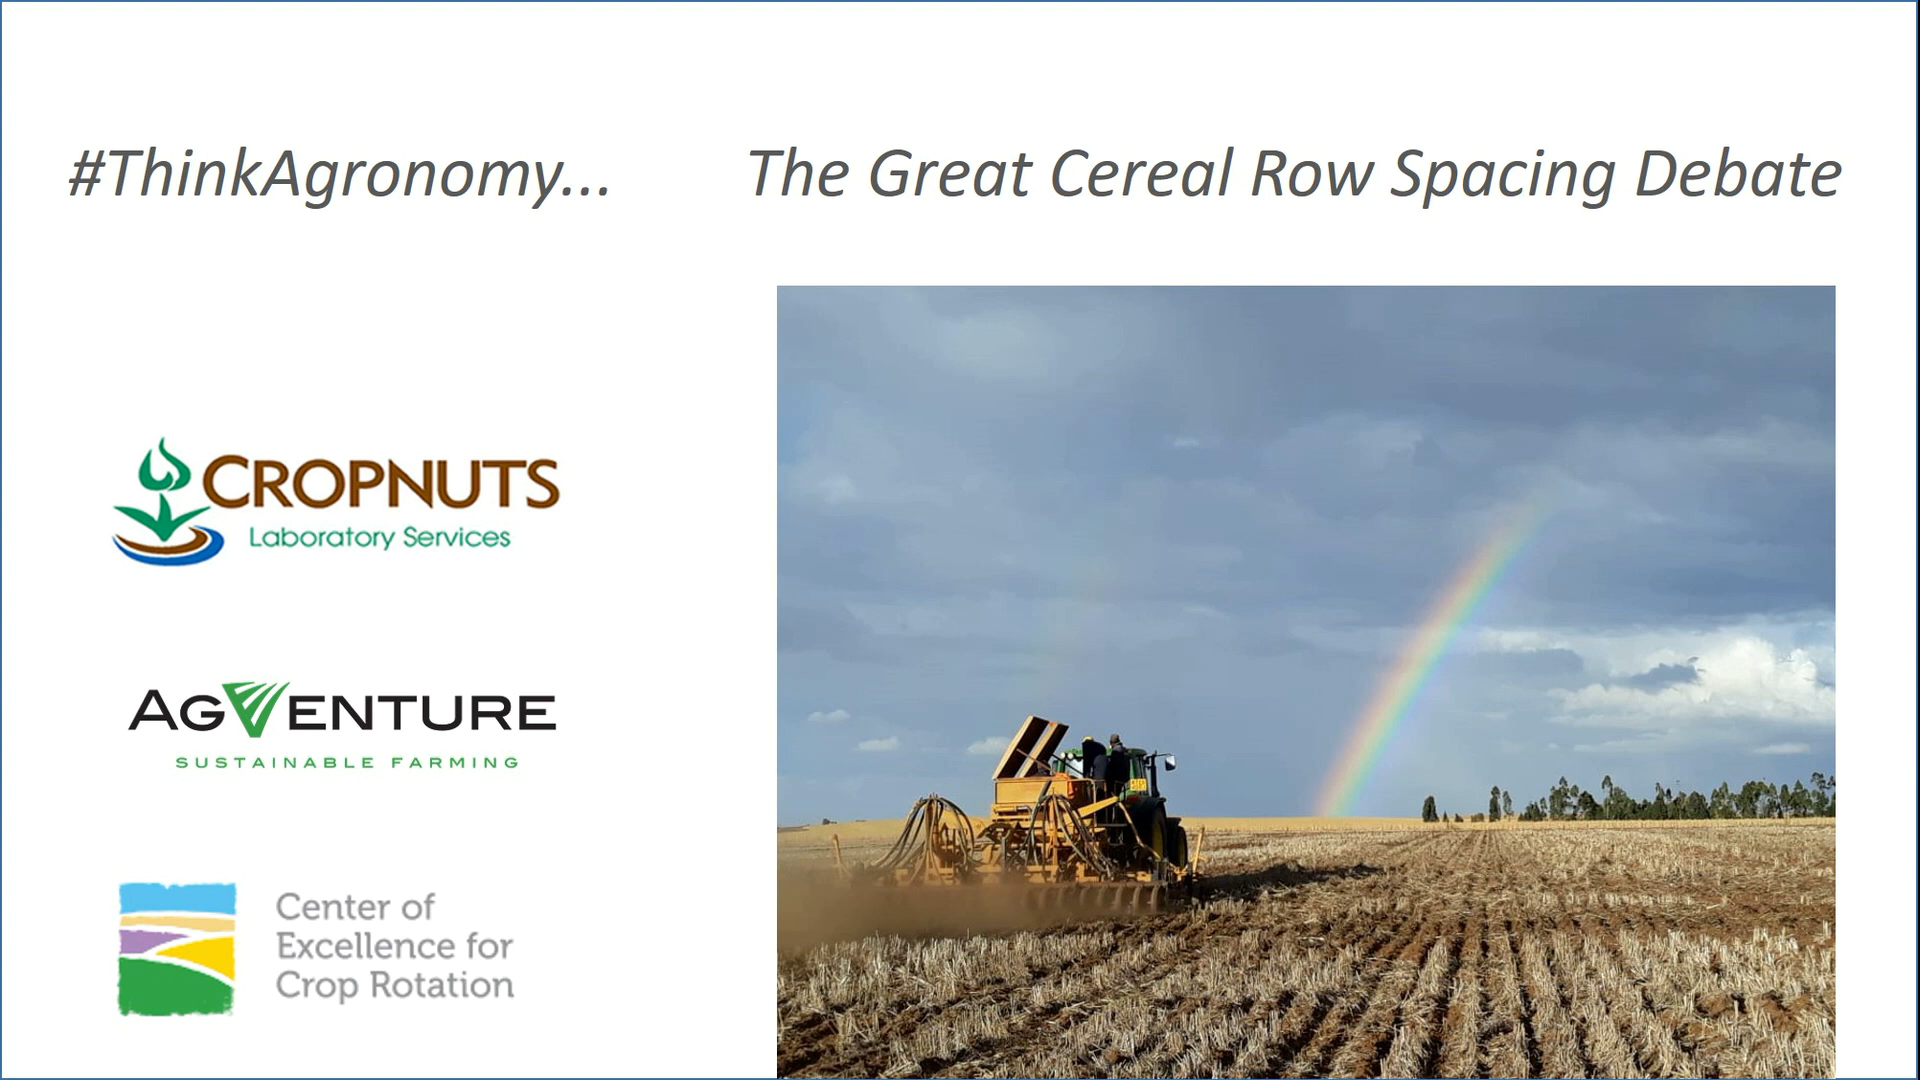 #ThinkAgronomy...
The Great Cereal Row Spacing Debate
CROPNUTS
Laboratory Services
AGVENTURE
SUSTAINABLE FARMING
Center of
Excellence for
Crop Rotation